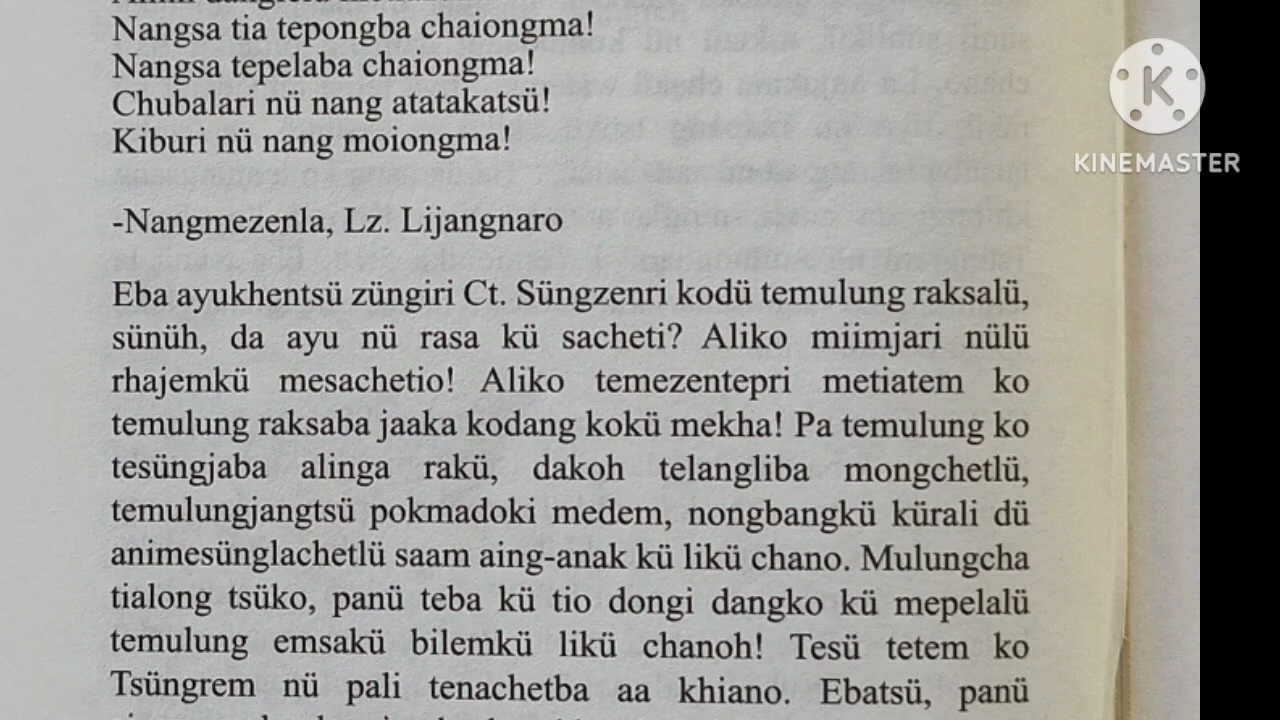 Nangsa tia tepongba chaiongma!
Nangsa tepelaba chaiongma!
Chubalari nü nang atatakatsü!
Kiburi nü nang moiongma!
-Nangmezenla, Lz. Lijangnaro
Eba ayukhentsü züngiri Ct. Süngzenri kodü temulung raksalü,
sünüh, da ayu nü rasa kü sacheti? Aliko miimjari nülü
rhajemkü mesachetio! Aliko temezentepri metiatem ko
temulung raksaba jaaka kodang kokü mekha! Pa temulung ko
tesüngjaba alinga rakü, dakoh telangliba mongchetlü,
temulungjangtsü pokmadoki medem, nongbangkü kürali dü
animesünglachetlü saam aing-anak kü likü chano. Mulungcha
tialong tsüko, panü teba kü tio dongi dangko kü mepelalü
temulung emsakü bilemkü likü chanoh! Tesü tetem ko
Tsüngrem nü pali tenachetba aa khiano. Ebatsü, panü
KINEMASTER